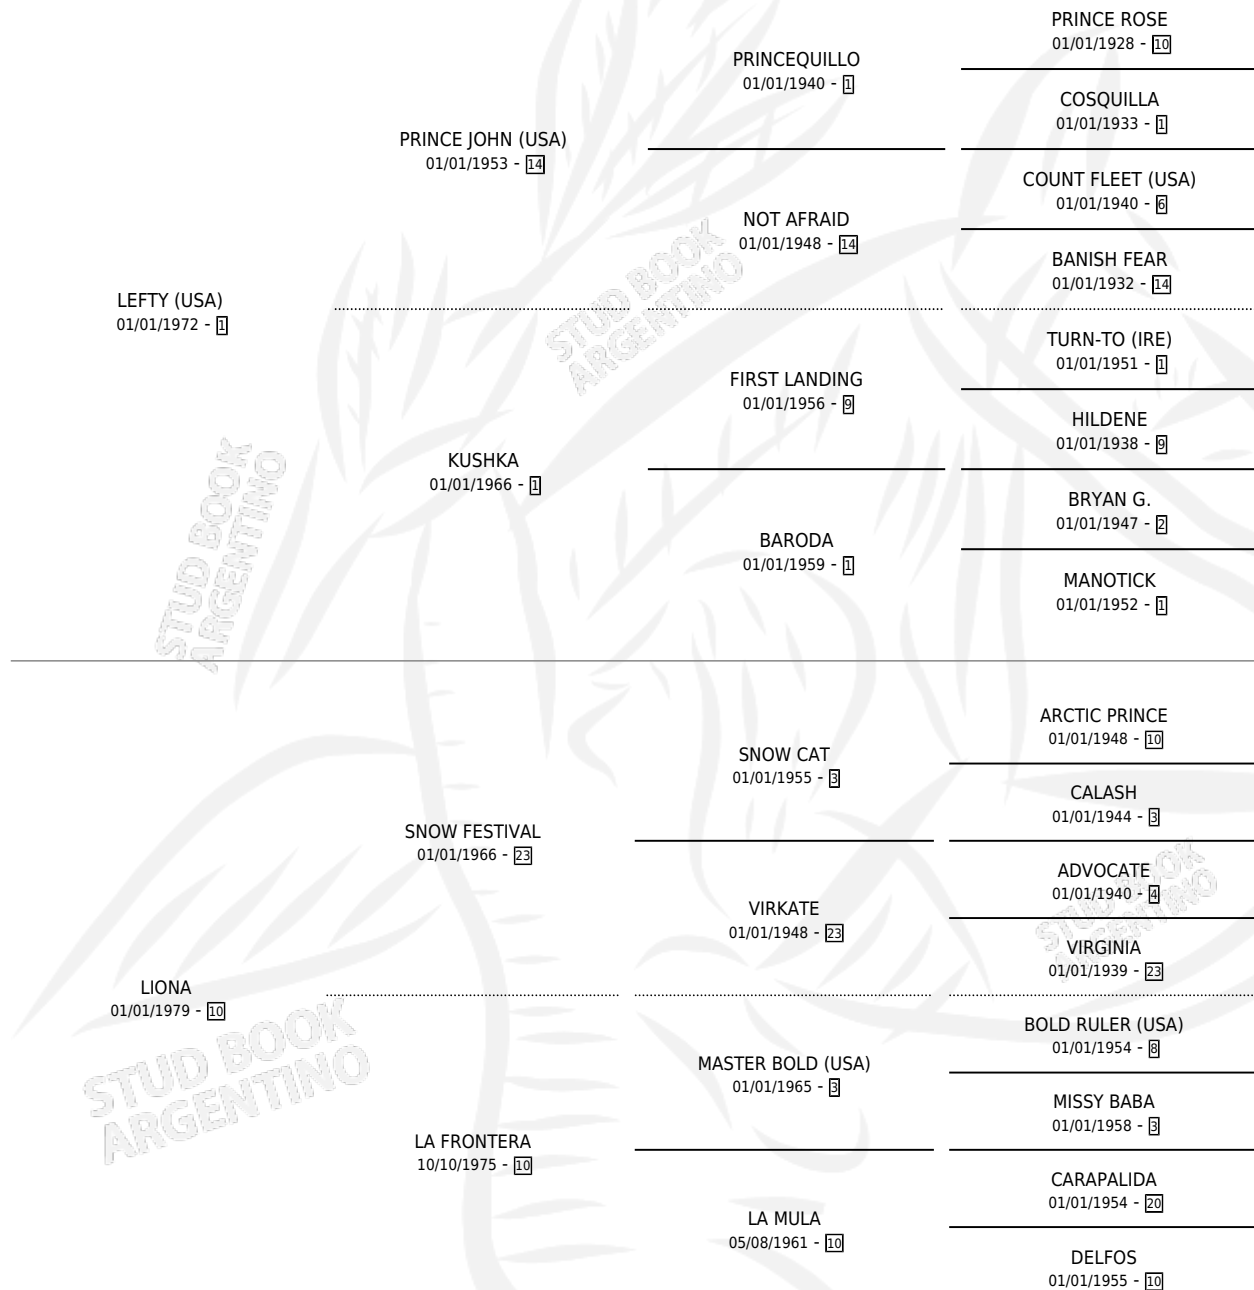 PRINCE ROSE
01/01/1928 - 10
PRINCEQUILLO
01/01/1940 - 1
COSQUILLA
01/01/1933 - 1
PRINCE JOHN (USA)
01/01/1953 - 14
COUNT FLEET (USA)
01/01/1940 - 6
NOT AFRAID
01/01/1948 - 14
BANISH FEAR
01/01/1932 - 14
LEFTY (USA)
01/01/1972 - 1
STUD BOOK
ARGENTINO
TURN-TO (IRE)
01/01/1951 - 1
FIRST LANDING
01/01/1956 - 9
HILDENE
01/01/1938 - 9
KUSHKA
01/01/1966 - 1
BRYAN G.
01/01/1947 - 2
BARODA
01/01/1959 - 1
MANOTICK
01/01/1952 - 1
STUD BOOK
ARGENTINO
ARCTIC PRINCE
01/01/1948 - 10
SNOW CAT
01/01/1955 - 3
CALASH
01/01/1944 - 3
SNOW FESTIVAL
01/01/1966 - 23
ADVOCATE
01/01/1940 - 4
VIRKATE
01/01/1948 - 23
VIRGINIA
01/01/1939 - 23
STUD BOOK
ARGENTINO
LIONA
01/01/1979 - 10
BOLD RULER (USA)
01/01/1954 - 8
MASTER BOLD (USA)
01/01/1965 - 3
MISSY BABA
01/01/1958 - 3
STUD BOOK
ARGENTINO
LA FRONTERA
10/10/1975 - 10
CARAPALIDA
01/01/1954 - 20
LA MULA
05/08/1961 - 10
DELFOS
01/01/1955 - 10